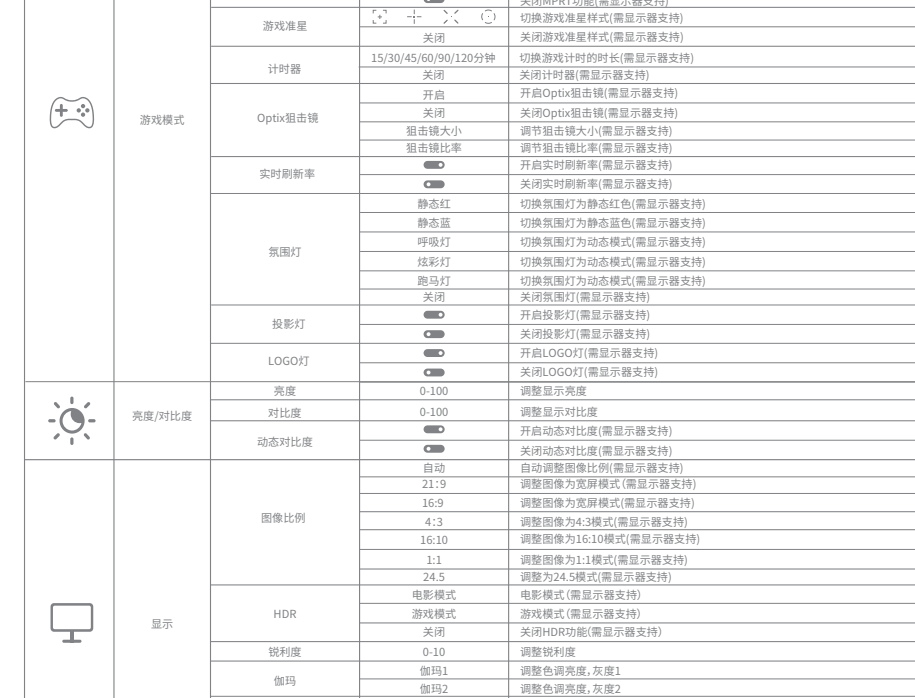 关闭MPRT功能(需显示器支持)
游戏准星
切换游戏准星样式(需显示器支持)
关闭 关闭游戏准星样式(需显示器支持)
计时器
15/30/45/60/90/120分钟 切换游戏计时的时长(需显示器支持)
关闭 关闭计时器(需显示器支持)
游戏模式
Optix狙击镜
开启 开启Optix狙击镜(需显示器支持)
关闭 关闭Optix狙击镜(需显示器支持)
狙击镜大小 调节狙击镜大小(需显示器支持)
狙击镜比率 调节狙击镜比率(需显示器支持)
实时刷新率
开启实时刷新率(需显示器支持)
关闭实时刷新率(需显示器支持)
氛围灯
静态红 切换氛围灯为静态红色(需显示器支持)
静态蓝 切换氛围灯为静态蓝色(需显示器支持)
呼吸灯 切换氛围灯为动态模式(需显示器支持)
炫彩灯 切换氛围灯为动态模式(需显示器支持)
跑马灯 切换氛围灯为动态模式(需显示器支持)
关闭 关闭氛围灯(需显示器支持)
投影灯
开启投影灯(需显示器支持)
关闭投影灯(需显示器支持)
LOGO灯
开启LOGO灯(需显示器支持)
关闭LOGO灯(需显示器支持)
亮度/对比度
亮度 0-100 调整显示亮度
对比度 0-100 调整显示对比度
动态对比度
开启动态对比度(需显示器支持)
关闭动态对比度(需显示器支持)
显示
图像比例
自动 自动调整图像比例(需显示器支持)
21:9 调整图像为宽屏模式(需显示器支持)
16:9 调整图像为宽屏模式(需显示器支持)
4:3 调整图像为4:3模式(需显示器支持)
16:10 调整图像为16:10模式(需显示器支持)
1:1 调整图像为1:1模式(需显示器支持)
24.5 调整为24.5模式(需显示器支持)
HDR
电影模式 电影模式(需显示器支持)
游戏模式 游戏模式(需显示器支持)
关闭 关闭HDR功能(需显示器支持)
锐利度 0-10 调整锐利度
伽玛
伽玛1 调整色调亮度,灰度1
伽玛2 调整色调亮度,灰度2